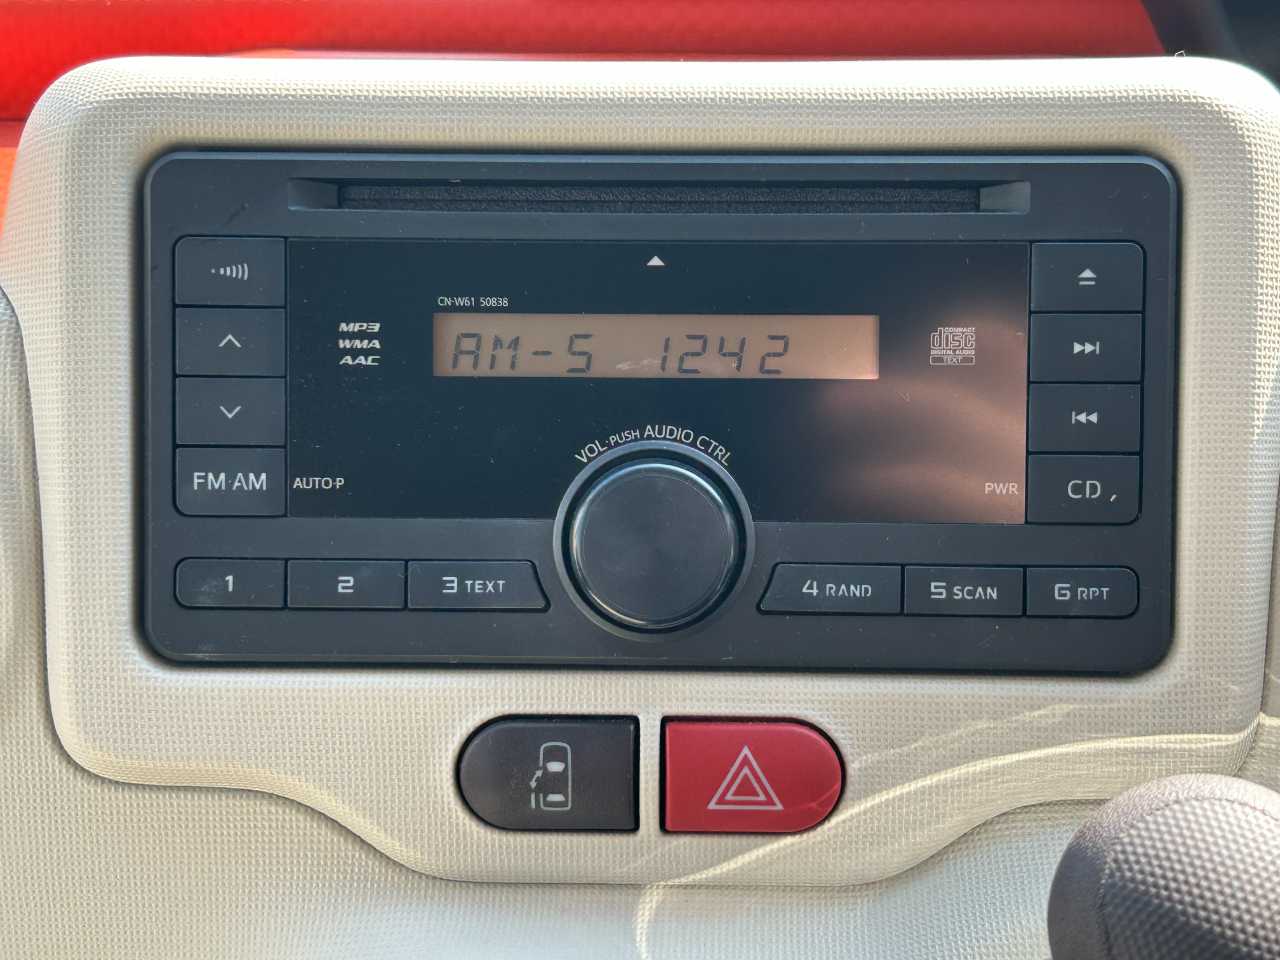 CN-W61 50838
MP3
WMA
AAC
AM-S 1242
COMPACT
disc
DIGITAL AUDIO
TEXT
VOL·PUSH AUDIO CTRL
FM·AM
AUTO·P
PWR
CD
1
2
3 TEXT
4 RAND
5 SCAN
6 RPT